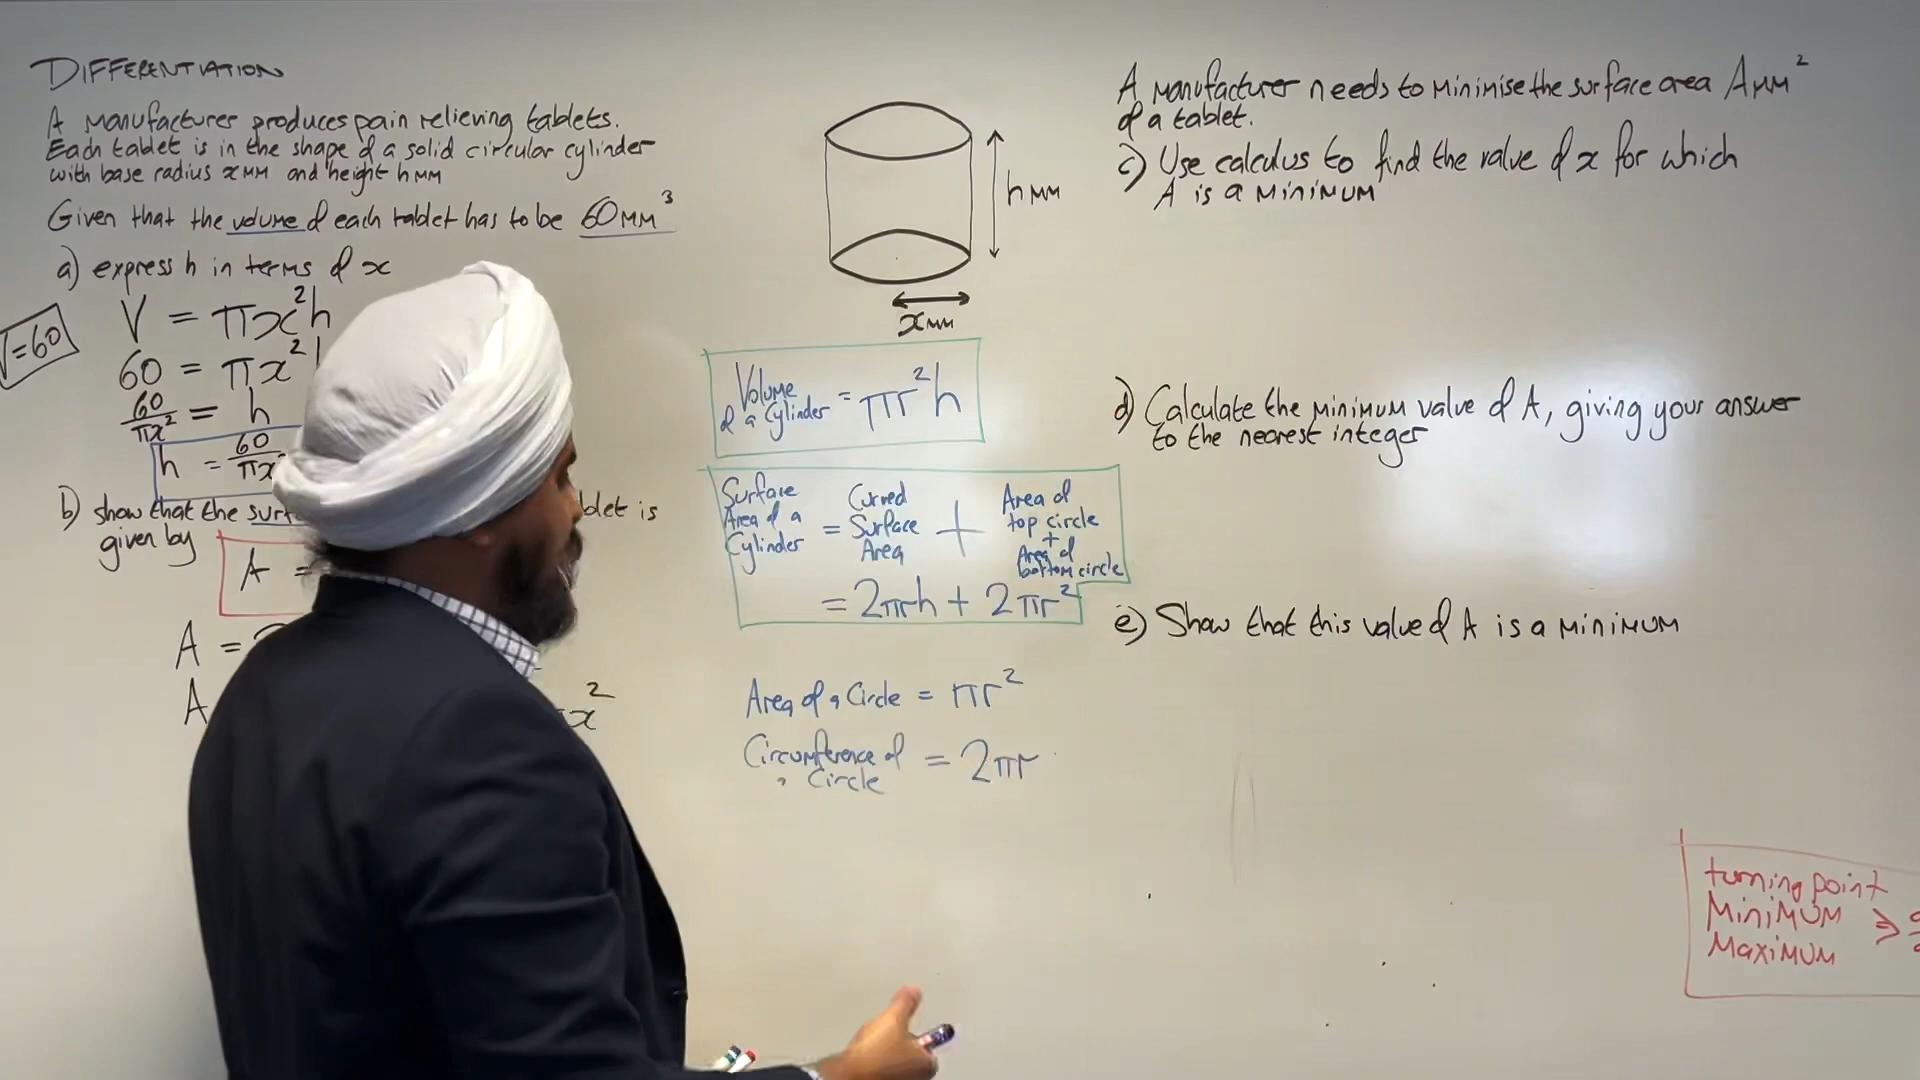 DIFFERENTIATION
A manufacturer produces pain relieving tablets.
Each tablet is in the shape of a solid circular cylinder
with base radius x mm and height h mm
Given that the volume of each tablet has to be 60mm³
a) express h in terms of x
V = πx²h
V=60
60 = πx²
60/πx² = h
h = 60/πx
b) show that the
blet is
given by
A =
A =
A
x²
h mm
x mm
Volume of a cylinder = πr²h
Surface Area of a Cylinder = Curved Surface Area + Area of top circle + Area of bottom circle
= 2πrh + 2πr²
Area of a Circle = πr²
Circumference of a Circle = 2πr
A manufacturer needs to minimise the surface area A mm²
of a tablet.
c) Use calculus to find the value of x for which
A is a minimum
d) Calculate the minimum value of A, giving your answer
to the nearest integer
e) Show that this value of A is a minimum
turning point
Minimum ⇒
Maximum